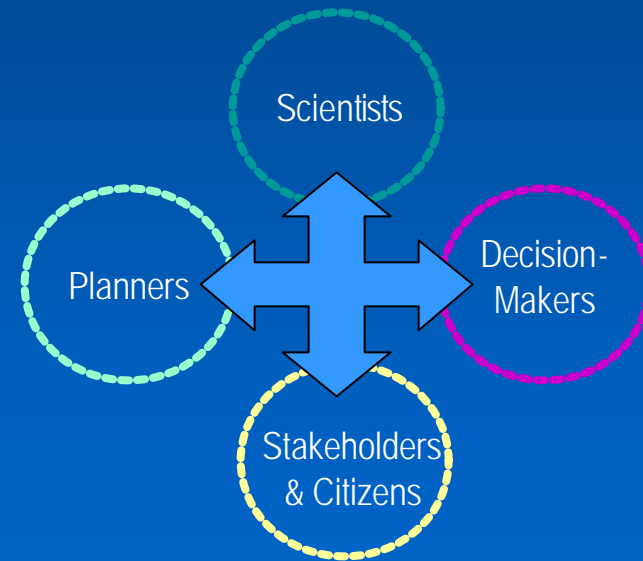 Scientists
Planners
Decision-
Makers
Stakeholders
& Citizens